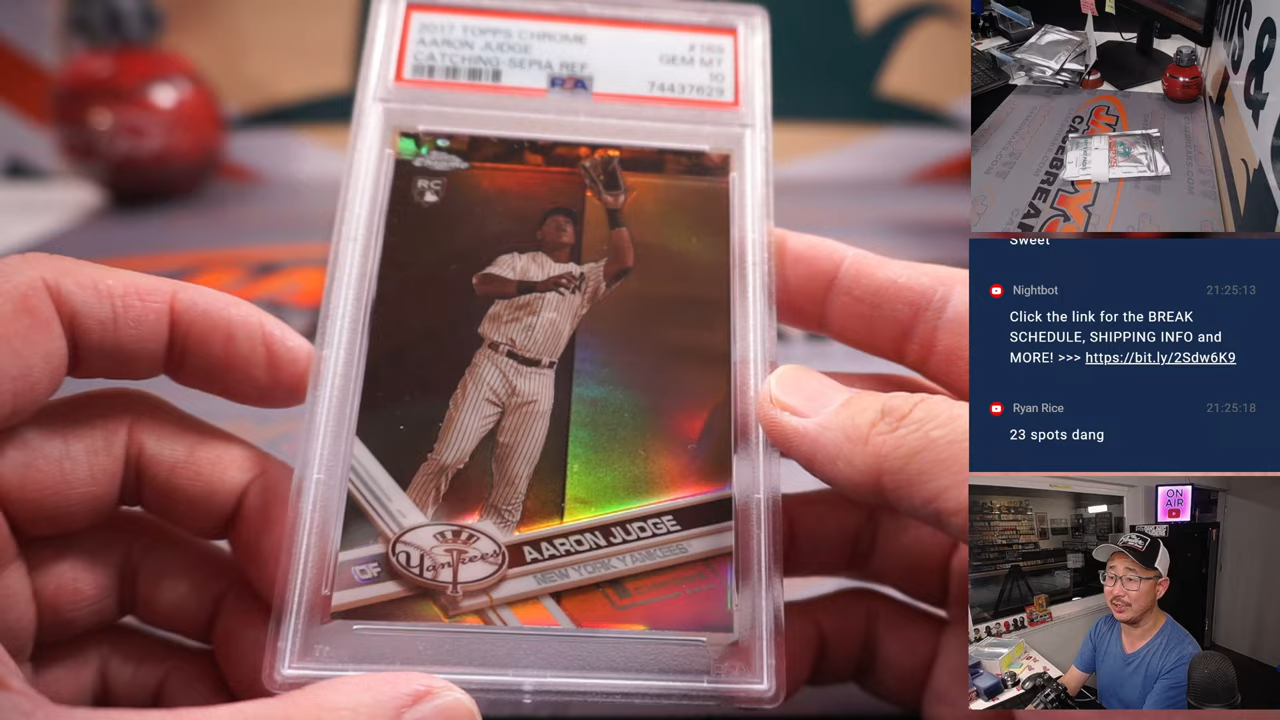 2017 TOPPS CHROME
#169
AARON JUDGE
GEM MT
CATCHING-SEPIA REF.
10
PSA
74437629
RC
OF
Yankees
AARON JUDGE
NEW YORK YANKEES
CASEBREAK
Sweet
Nightbot
21:25:13
Click the link for the BREAK
SCHEDULE, SHIPPING INFO and
MORE! >>> https://bit.ly/2Sdw6K9
Ryan Rice
21:25:18
23 spots dang
ON
AIR